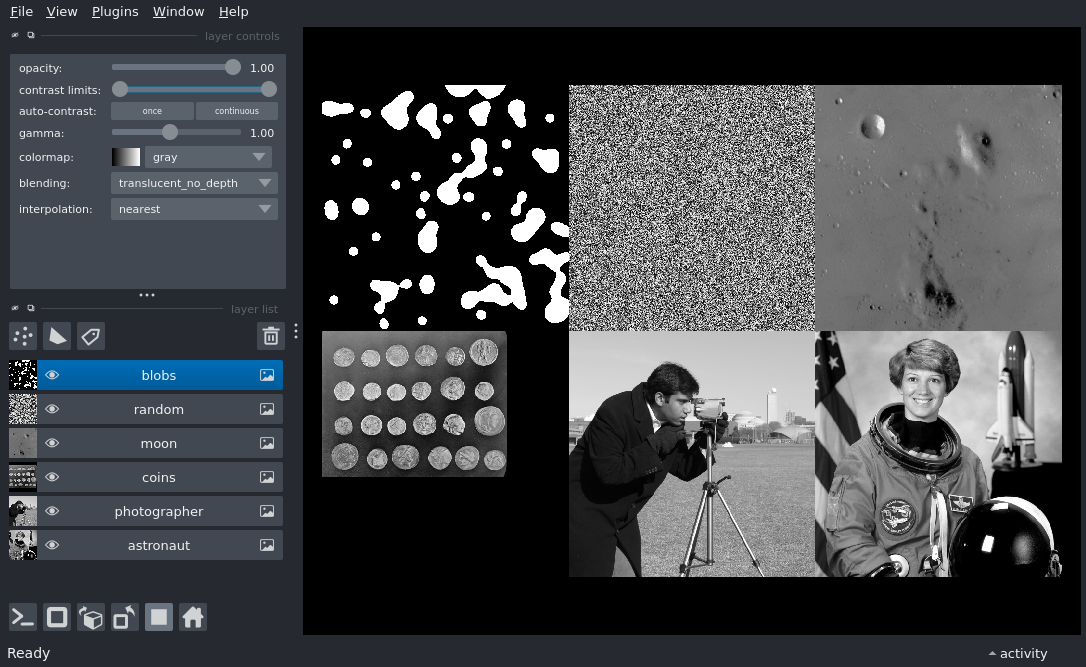 File View Plugins Window Help
layer controls
opacity: 1.00
contrast limits:
auto-contrast: once continuous
gamma: 1.00
colormap: gray
blending: translucent_no_depth
interpolation: nearest
layer list
blobs
random
moon
coins
photographer
astronaut
Ready
activity